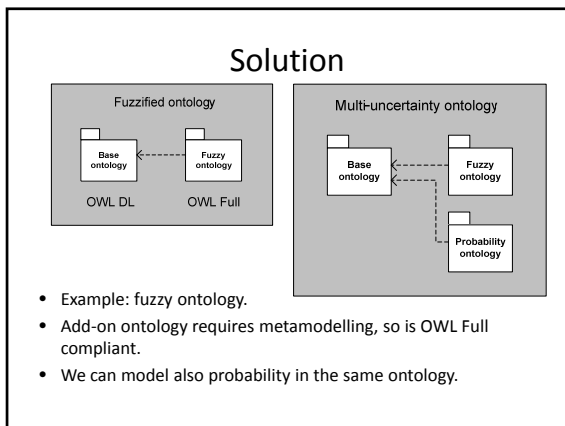 Solution
Fuzzified ontology
Base
ontology
Fuzzy
ontology
OWL DL
OWL Full
Multi-uncertainty ontology
Base
ontology
Fuzzy
ontology
Probability
ontology
• Example: fuzzy ontology.
• Add-on ontology requires metamodelling, so is OWL Full
compliant.
• We can model also probability in the same ontology.